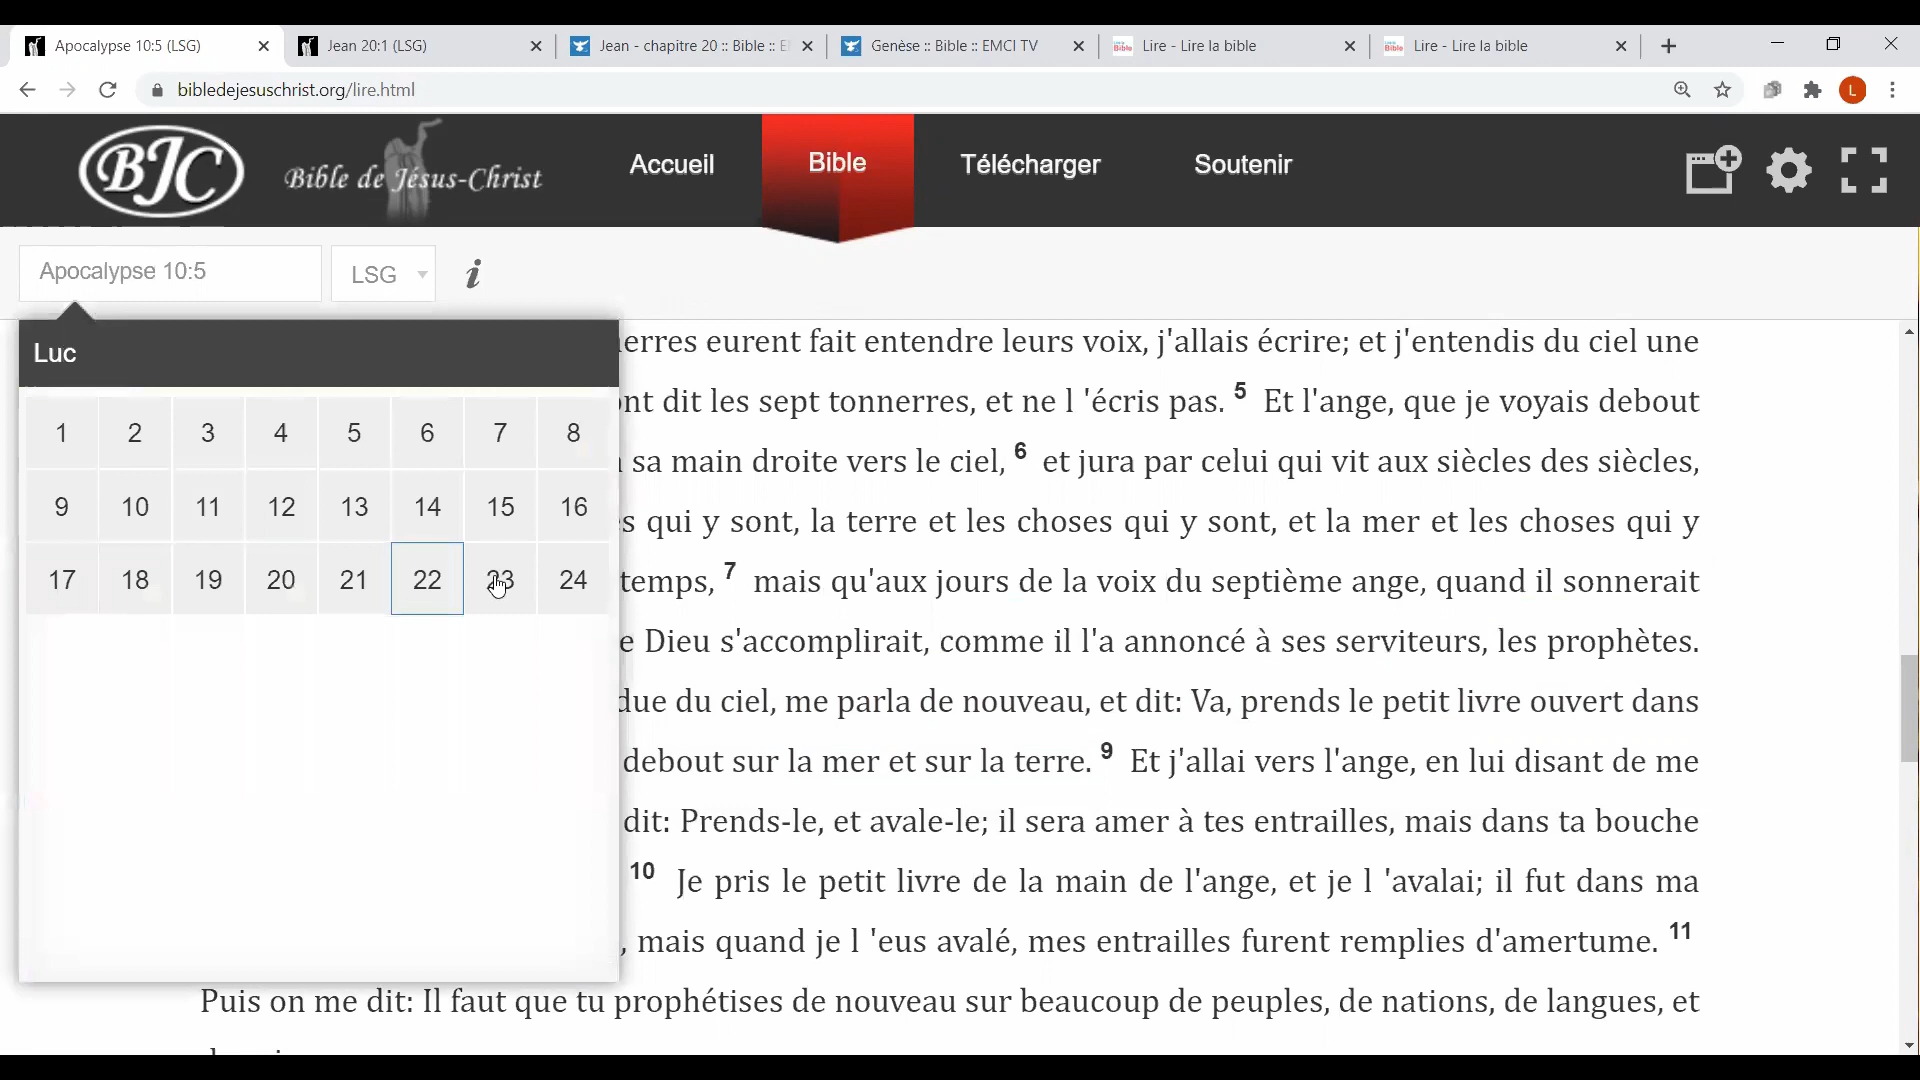 Apocalypse 10:5 (LSG)
Jean 20:1 (LSG)
Jean - chapitre 20 :: Bible :: E
Genèse :: Bible :: EMCI TV
Lire - Lire la bible
Lire - Lire la bible
bibledejesuschrist.org/lire.html
L
BJC
Bible de Jésus-Christ
Accueil
Bible
Télécharger
Soutenir
Apocalypse 10:5
LSG
i
Luc
1 2 3 4 5 6 7 8
9 10 11 12 13 14 15 16
17 18 19 20 21 22 23 24
eurent fait entendre leurs voix, j'allais écrire; et j'entendis du ciel une
dit les sept tonnerres, et ne l 'écris pas. 5 Et l'ange, que je voyais debout
sa main droite vers le ciel, 6 et jura par celui qui vit aux siècles des siècles,
qui y sont, la terre et les choses qui y sont, et la mer et les choses qui y
temps, 7 mais qu'aux jours de la voix du septième ange, quand il sonnerait
Dieu s'accomplirait, comme il l'a annoncé à ses serviteurs, les prophètes.
due du ciel, me parla de nouveau, et dit: Va, prends le petit livre ouvert dans
debout sur la mer et sur la terre. 9 Et j'allai vers l'ange, en lui disant de me
dit: Prends-le, et avale-le; il sera amer à tes entrailles, mais dans ta bouche
10 Je pris le petit livre de la main de l'ange, et je l 'avalai; il fut dans ma
, mais quand je l 'eus avalé, mes entrailles furent remplies d'amertume. 11
Puis on me dit: Il faut que tu prophétises de nouveau sur beaucoup de peuples, de nations, de langues, et